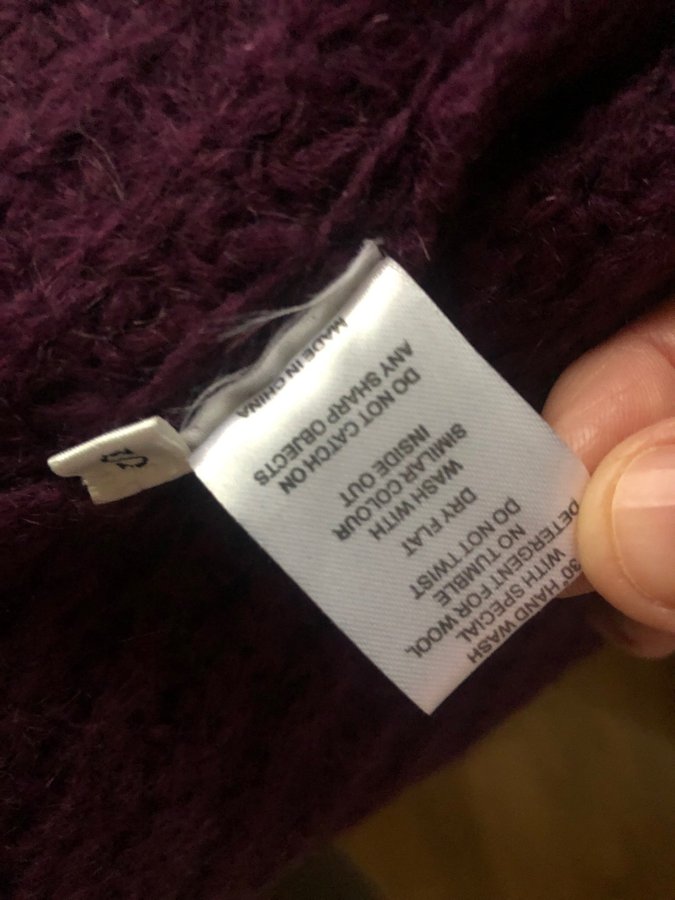 30° HAND WASH
WITH SPECIAL
DETERGENT FOR WOOL
NO TUMBLE
DO NOT TWIST
DRY FLAT
WASH WITH
SIMILAR COLOUR
INSIDE OUT
DO NOT CATCH ON
ANY SHARP OBJECTS
MADE IN CHINA
S